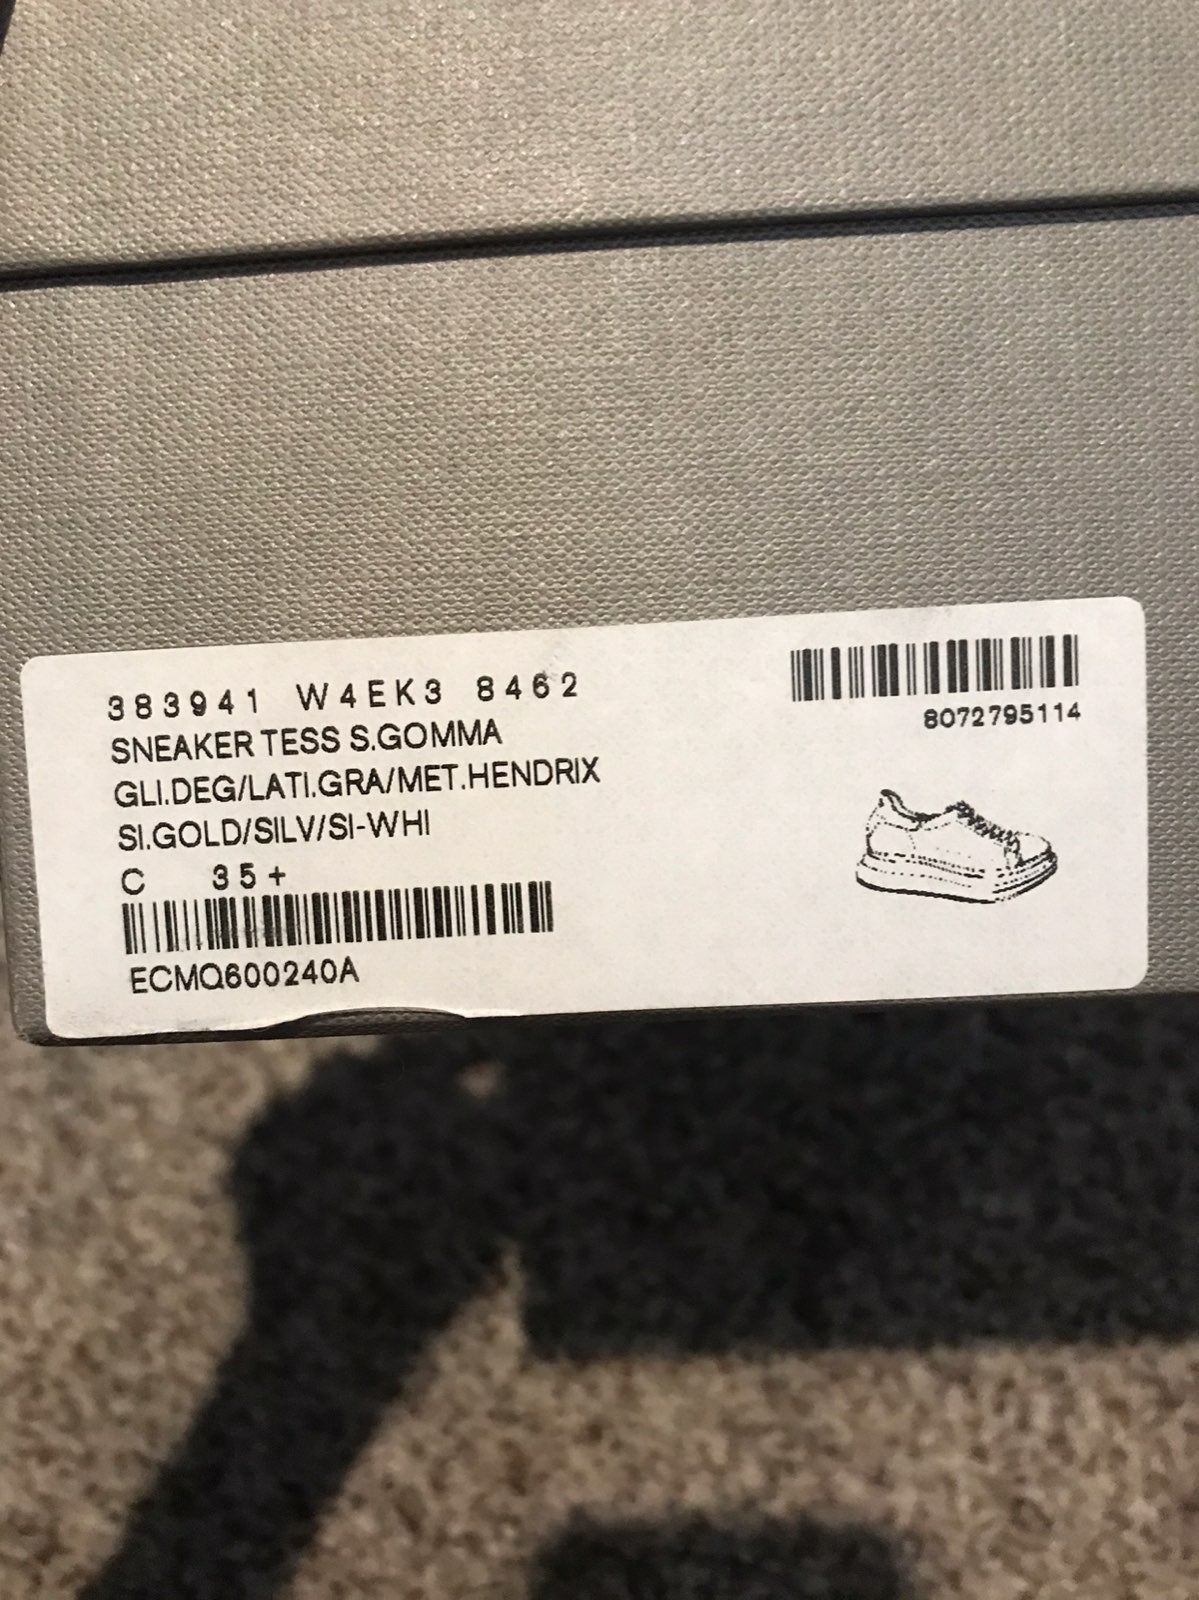 383941 W4EK3 8462
SNEAKER TESS S.GOMMA
GLI.DEG/LATI.GRA/MET.HENDRIX
SI.GOLD/SILV/SI-WHI
C 35+
ECMQ600240A
8072795114